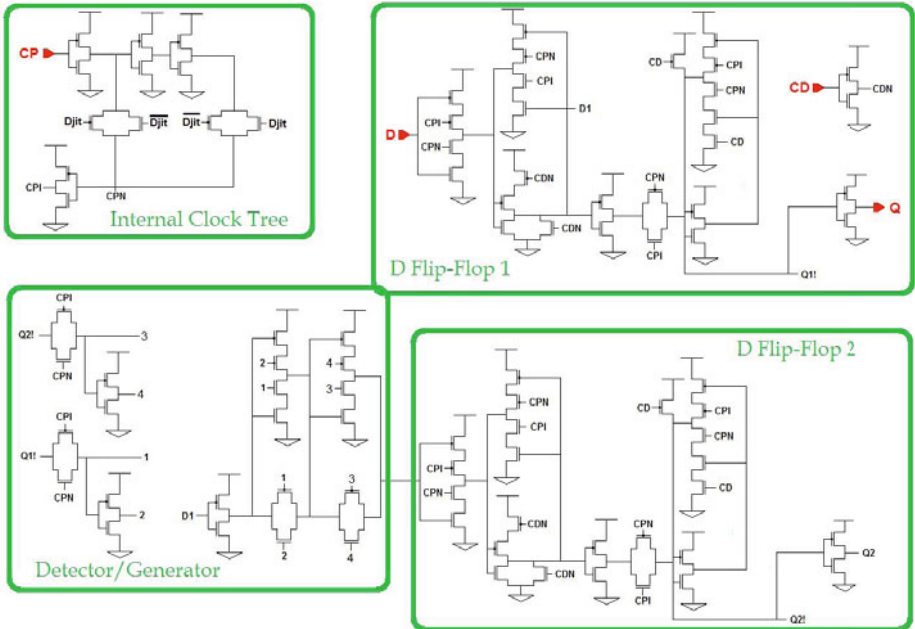 CP
Djit
D̅j̅i̅t̅
D̅j̅i̅t̅
Djit
CPI
CPN
Internal Clock Tree
D
CPI
CPN
CPN
CPI
D1
CDN
CDN
CPN
CPI
CD
CPI
CPN
CD
CD
CDN
Q
Q1!
D Flip-Flop 1
CPI
Q2!
3
CPN
4
CPI
Q1!
1
CPN
2
2
1
4
3
D1
1
2
3
4
Detector/Generator
D Flip-Flop 2
CPI
CPN
CPN
CPI
CDN
CDN
CPN
CPI
CD
CPI
CPN
CD
Q2
Q2!